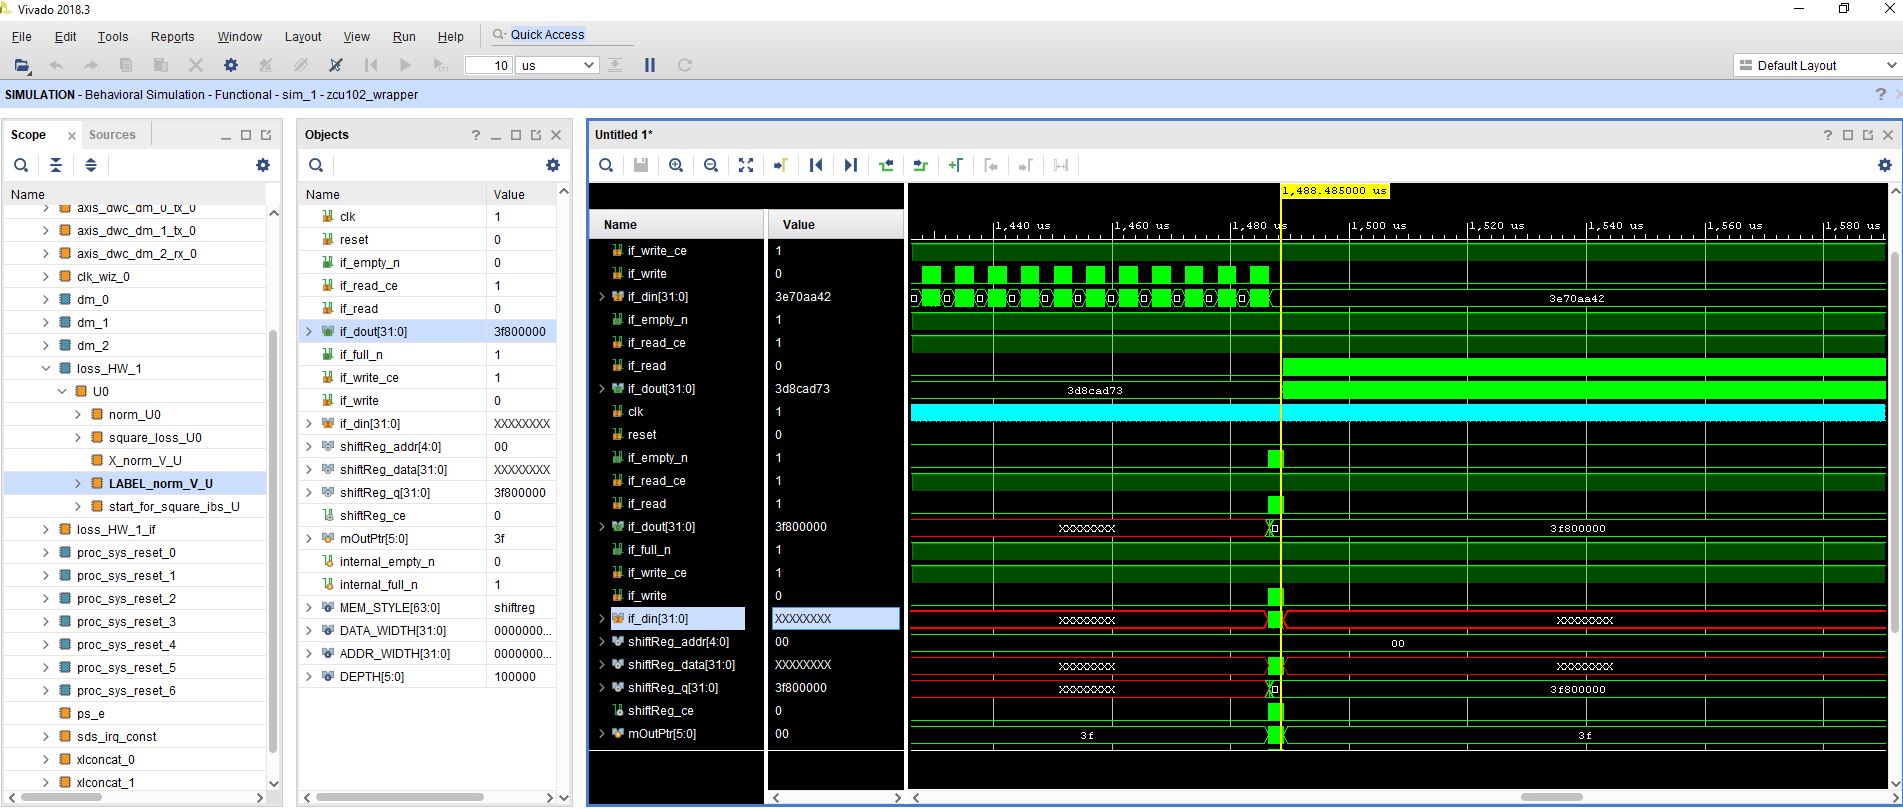 Vivado 2018.3
File Edit Tools Reports Window Layout View Run Help Quick Access
10 us Default Layout
SIMULATION - Behavioral Simulation - Functional - sim_1 - zcu102_wrapper
Scope Sources
Name
axis_dwc_dm_0_tx_0
axis_dwc_dm_1_tx_0
axis_dwc_dm_2_rx_0
clk_wiz_0
dm_0
dm_1
dm_2
loss_HW_1
U0
norm_U0
square_loss_U0
X_norm_V_U
LABEL_norm_V_U
start_for_square_ibs_U
loss_HW_1_if
proc_sys_reset_0
proc_sys_reset_1
proc_sys_reset_2
proc_sys_reset_3
proc_sys_reset_4
proc_sys_reset_5
proc_sys_reset_6
ps_e
sds_irq_const
xlconcat_0
xlconcat_1
Objects
Name Value
clk 1
reset 0
if_empty_n 0
if_read_ce 1
if_read 0
if_dout[31:0] 3f800000
if_full_n 1
if_write_ce 1
if_write 0
if_din[31:0] XXXXXXXX
shiftReg_addr[4:0] 00
shiftReg_data[31:0] XXXXXXXX
shiftReg_q[31:0] 3f800000
shiftReg_ce 0
mOutPtr[5:0] 3f
internal_empty_n 0
internal_full_n 1
MEM_STYLE[63:0] shiftreg
DATA_WIDTH[31:0] 0000000...
ADDR_WIDTH[31:0] 0000000...
DEPTH[5:0] 100000
Untitled 1*
1,488.485000 us
Name Value
1,440 us 1,460 us 1,480 us 1,500 us 1,520 us 1,540 us 1,560 us 1,580 us
if_write_ce 1
if_write 0
if_din[31:0] 3e70aa42 3e70aa42
if_empty_n 1
if_read_ce 1
if_read 0
if_dout[31:0] 3d8cad73 3d8cad73
clk 1
reset 0
if_empty_n 1
if_read_ce 1
if_read 1
if_dout[31:0] 3f800000 XXXXXXXX 3f800000
if_full_n 1
if_write_ce 1
if_write 0
if_din[31:0] XXXXXXXX XXXXXXXX XXXXXXXX
shiftReg_addr[4:0] 00 00
shiftReg_data[31:0] XXXXXXXX XXXXXXXX XXXXXXXX
shiftReg_q[31:0] 3f800000 XXXXXXXX 3f800000
shiftReg_ce 0
mOutPtr[5:0] 00 3f 3f